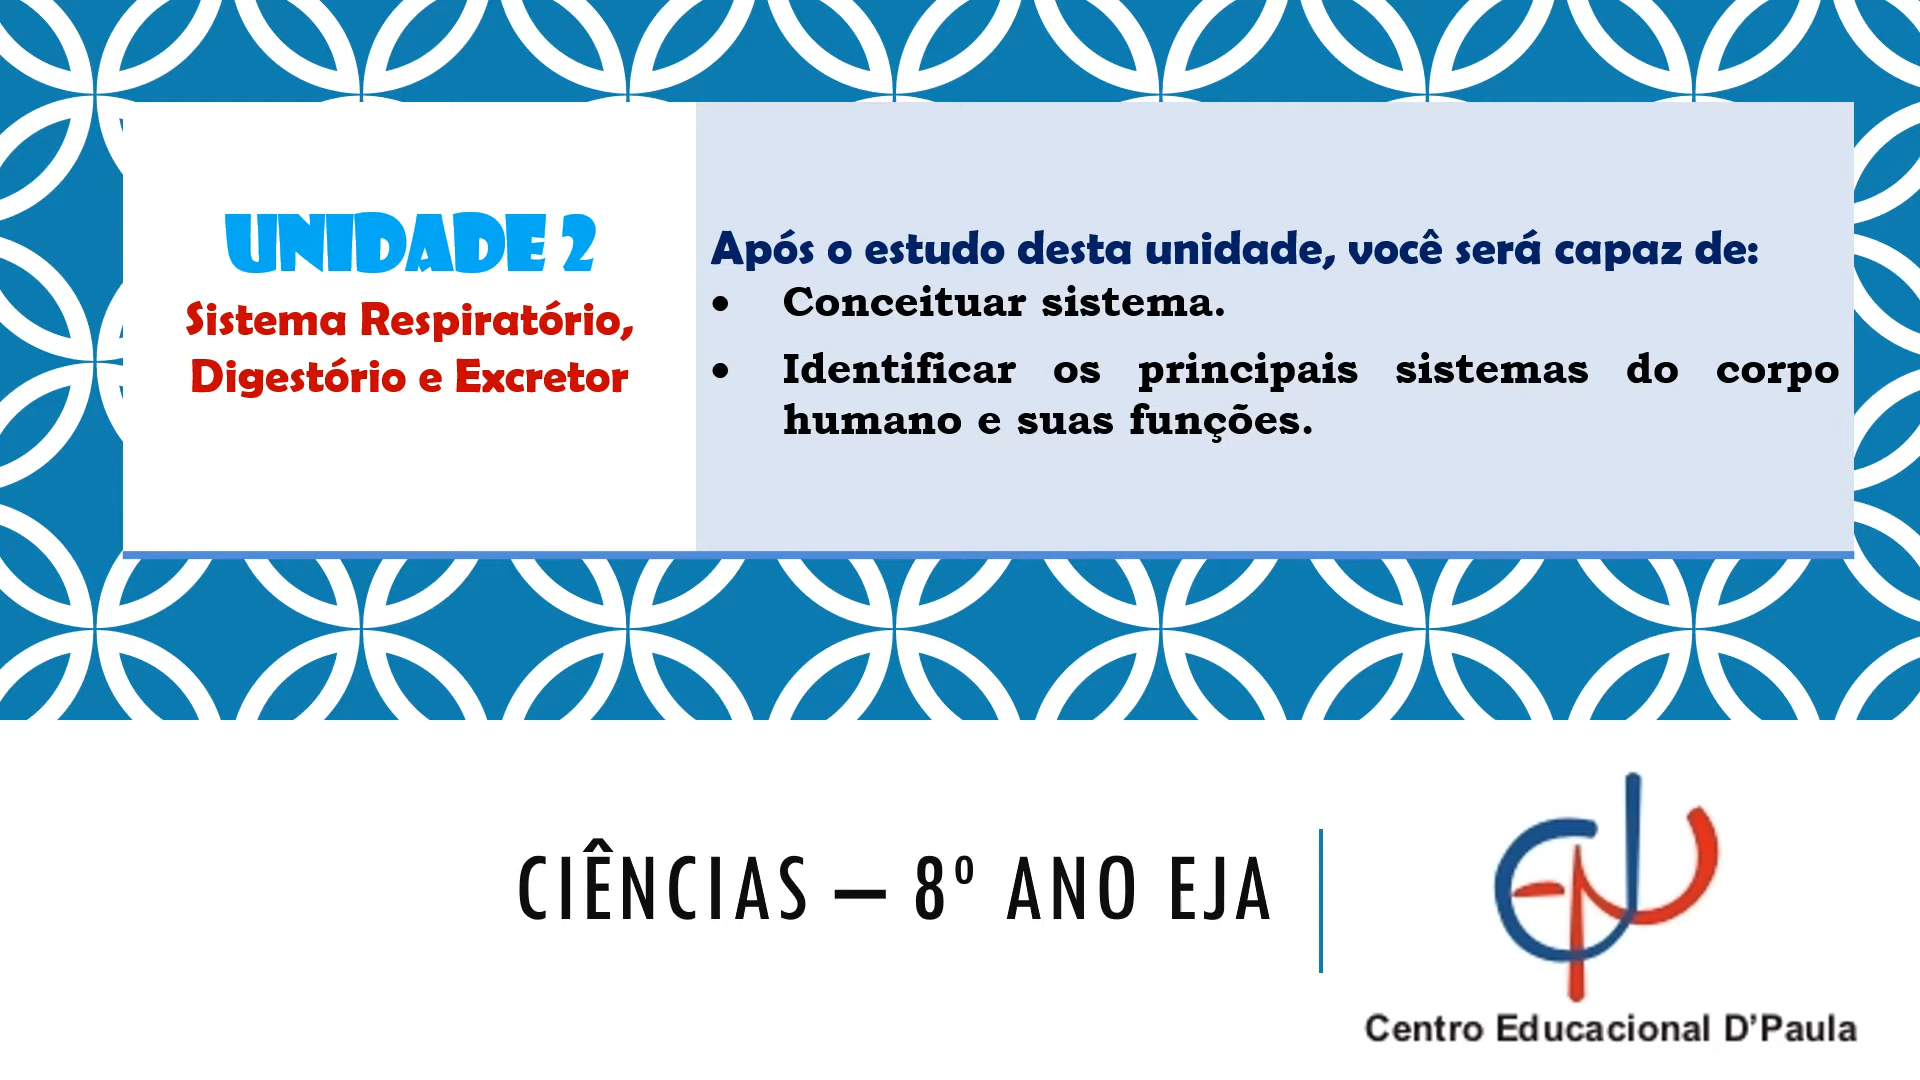 UNIDADE 2
Sistema Respiratório,
Digestório e Excretor
Após o estudo desta unidade, você será capaz de:
• Conceituar sistema.
• Identificar os principais sistemas do corpo
humano e suas funções.
CIÊNCIAS – 8º ANO EJA
Centro Educacional D’Paula